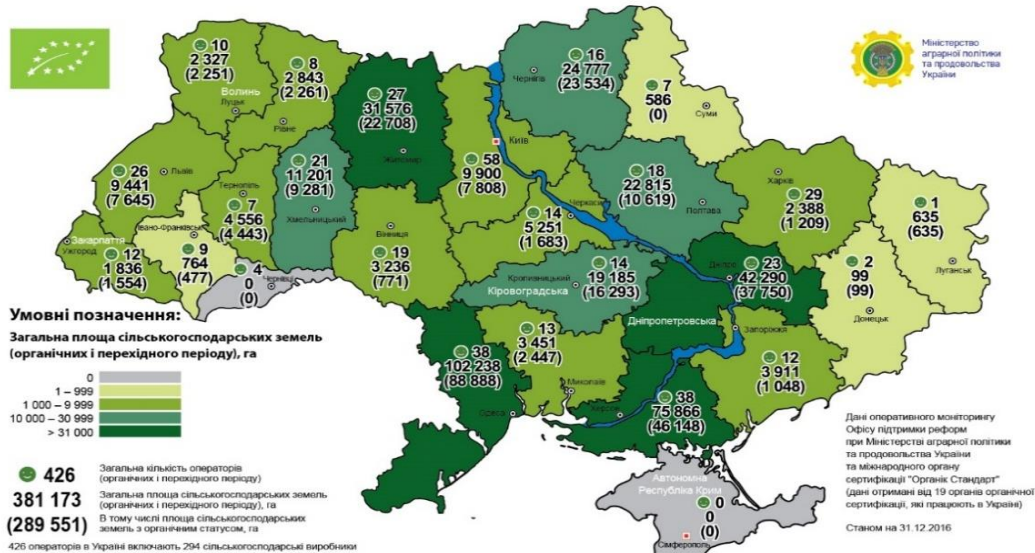 Міністерство
аграрної політики
та продовольства
України
10
2 327
(2 251)
Волинь
Луцьк
8
2 843
(2 261)
Рівне
27
31 576
(22 708)
Житомир
16
24 777
(23 534)
Чернігів
7
586
(0)
Суми
Київ
58
9 900
(7 808)
26
9 441
(7 645)
Львів
Тернопіль
7
4 556
(4 443)
21
11 201
(9 281)
Хмельницький
18
22 815
(10 619)
Полтава
Харків
29
2 388
(1 209)
1
635
(635)
Луганськ
Закарпаття
Ужгород
12
1 836
(1 554)
Івано-Франківськ
9
764
(477)
4
Чернівці
0
(0)
Вінниця
19
3 236
(771)
Черкаси
14
5 251
(1 683)
14
Кропивницький
19 185
(16 293)
Кіровоградська
Дніпро
23
42 290
(37 750)
Дніпропетровська
2
99
(99)
Донецьк
Запоріжжя
12
3 911
(1 048)
13
3 451
(2 447)
Миколаїв
38
102 238
(88 888)
Одеса
38
Херсон
75 866
(46 148)
Автономна
Республіка Крим
0
0
(0)
Сімферополь
Умовні позначення:
Загальна площа сільськогосподарських земель
(органічних і перехідного періоду), га
0
1 – 999
1 000 – 9 999
10 000 – 30 999
> 31 000
426
Загальна кількість операторів
(органічних і перехідного періоду)
381 173
Загальна площа сільськогосподарських земель
(органічних і перехідного періоду), га
(289 551)
В тому числі площа сільськогосподарських
земель з органічним статусом, га
426 операторів в Україні включають 294 сільськогосподарські виробники
Дані оперативного моніторингу
Офісу підтримки реформ
при Міністерстві аграрної політики
та продовольства України
та міжнародного органу
сертифікації "Органік Стандарт"
(дані отримані від 19 органа органічної
сертифікації, які працюють в Україні)
Станом на 31.12.2016